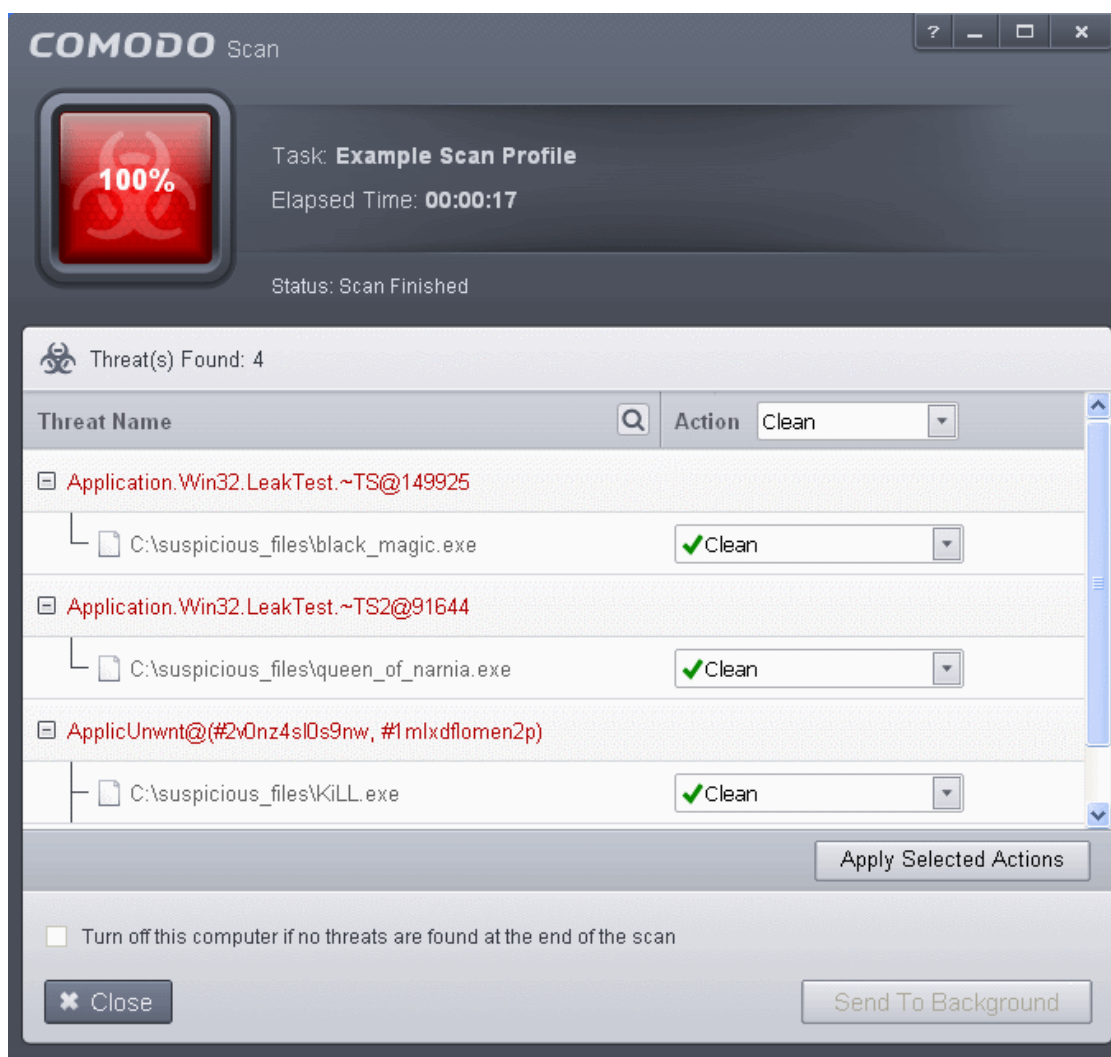 COMODO Scan
?
100%
Task: Example Scan Profile
Elapsed Time: 00:00:17
Status: Scan Finished
Threat(s) Found: 4
Threat Name Action Clean
Application.Win32.LeakTest.~TS@149925
C:\suspicious_files\black_magic.exe Clean
Application.Win32.LeakTest.~TS2@91644
C:\suspicious_files\queen_of_narnia.exe Clean
ApplicUnwnt@(#2v0nz4sl0s9nw, #1mlxdflomen2p)
C:\suspicious_files\KiLL.exe Clean
Apply Selected Actions
Turn off this computer if no threats are found at the end of the scan
Close Send To Background